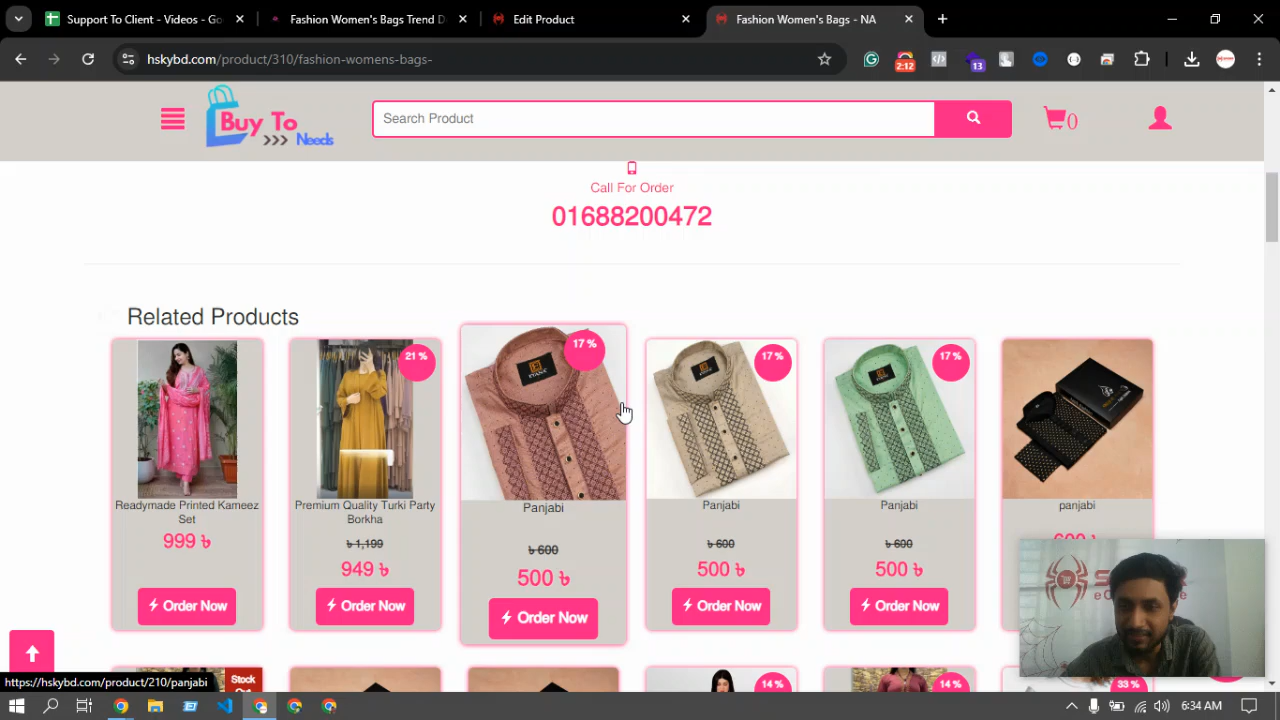 Support To Client - Videos - Go
Fashion Women's Bags Trend D
Edit Product
Fashion Women's Bags - NA
hskybd.com/product/310/fashion-womens-bags-
2:12
13
Buy To
>>> Needs
Search Product
0
Call For Order
01688200472
Related Products
21 %
17 %
17 %
17 %
Readymade Printed Kameez
Set
999 ৳
Order Now
Premium Quality Turki Party
Borkha
৳ 1,199
949 ৳
Order Now
Panjabi
৳ 600
500 ৳
Order Now
Panjabi
৳ 600
500 ৳
Order Now
Panjabi
৳ 600
500 ৳
Order Now
panjabi
Stock
14 %
14 %
33 %
https://hskybd.com/product/210/panjabi
6:34 AM